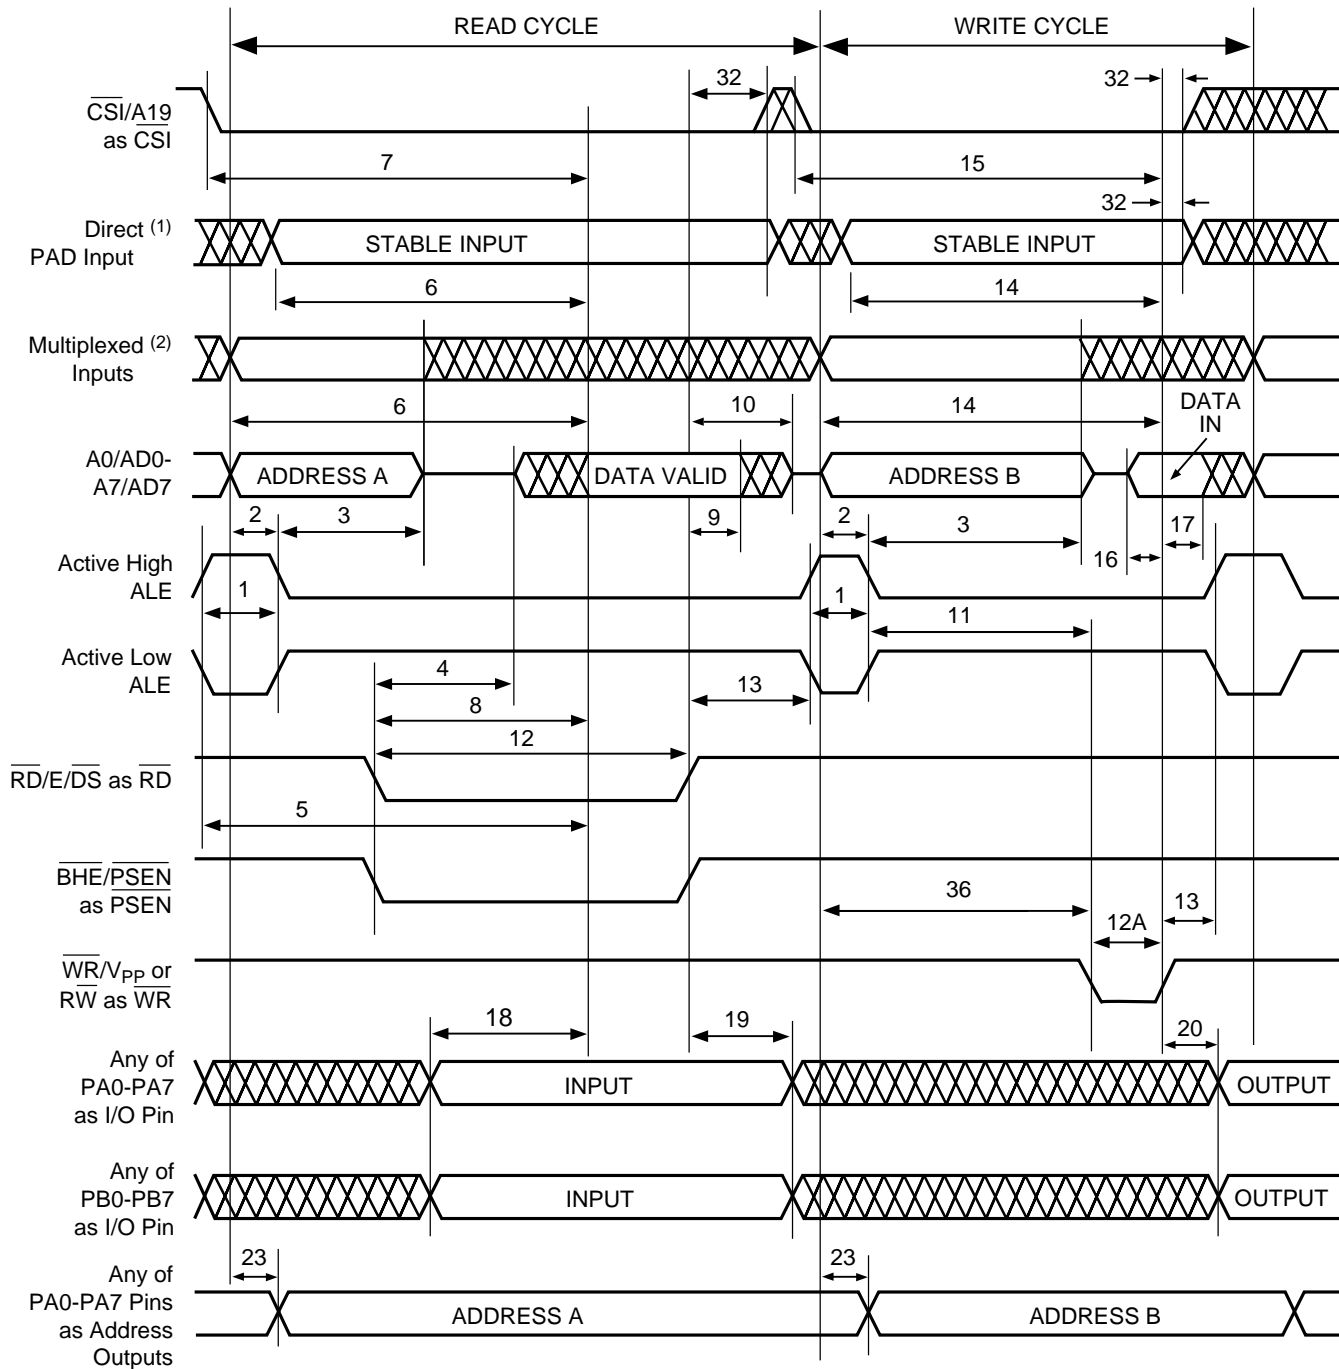 READ CYCLE
WRITE CYCLE
32
32
CSI/A19
as CSI
7
15
32
Direct (1)
PAD Input
STABLE INPUT
STABLE INPUT
6
14
Multiplexed (2)
Inputs
6
10
14
DATA
IN
A0/AD0-
A7/AD7
ADDRESS A
DATA VALID
ADDRESS B
2
3
9
2
3
17
16
Active High
ALE
1
1
11
Active Low
ALE
4
13
8
12
RD/E/DS as RD
5
BHE/PSEN
as PSEN
36
12A
13
WR/VPP or
RW as WR
18
19
20
Any of
PA0-PA7
as I/O Pin
INPUT
OUTPUT
Any of
PB0-PB7
as I/O Pin
INPUT
OUTPUT
23
23
Any of
PA0-PA7 Pins
as Address
Outputs
ADDRESS A
ADDRESS B